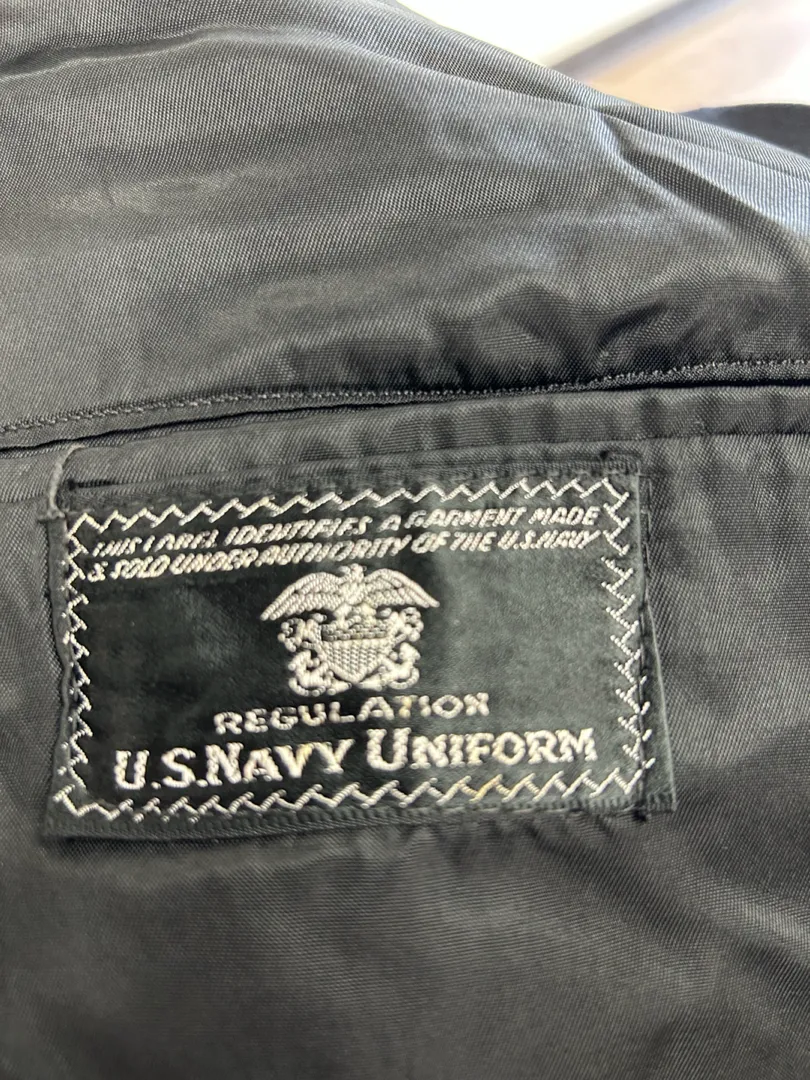 THIS LABEL IDENTIFIES A GARMENT MADE
& SOLD UNDER AUTHORITY OF THE U.S.NAVY
REGULATION
U.S.NAVY UNIFORM